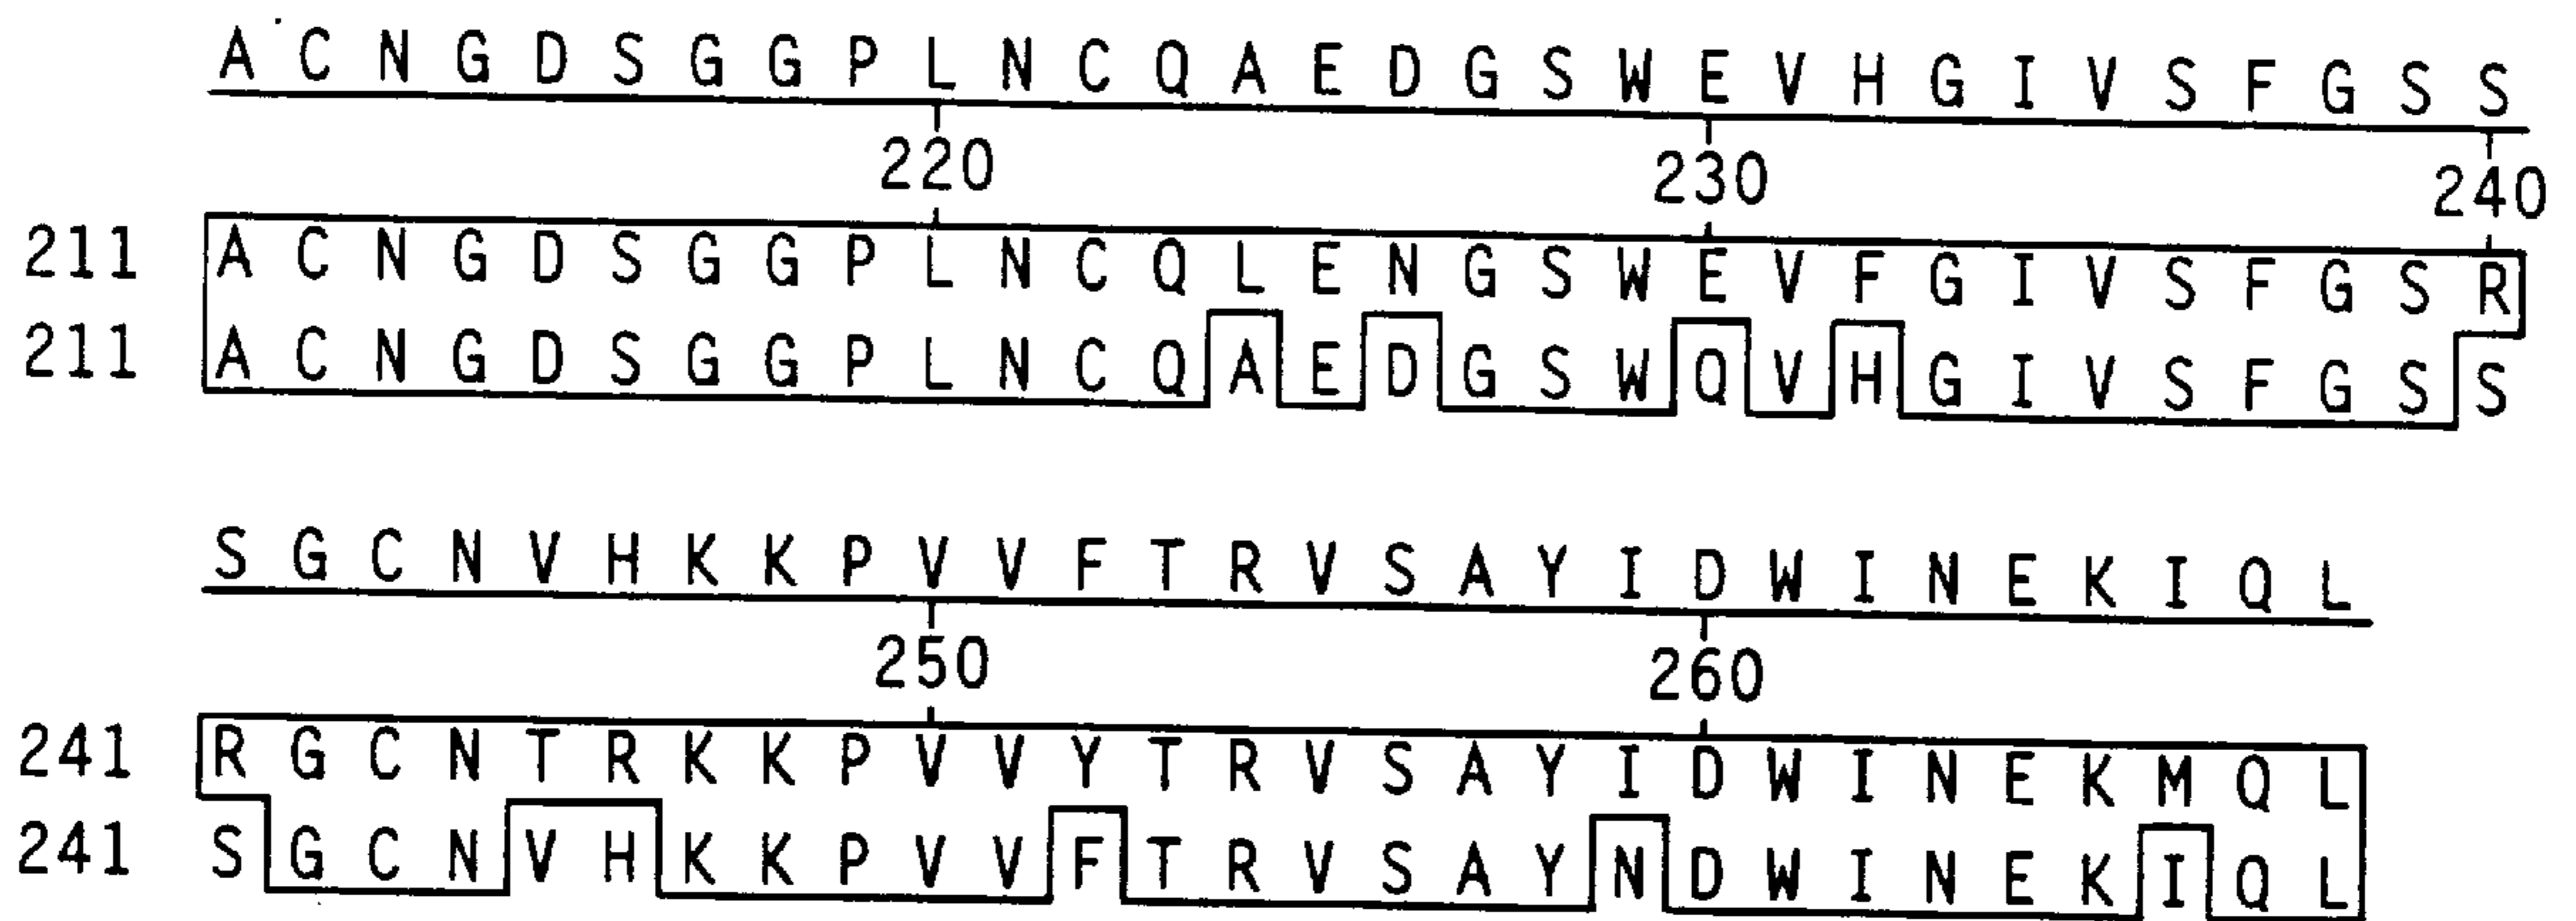 A C N G D S G G P L N C Q A E D G S W E V H G I V S F G S S
220 230 240
211 A C N G D S G G P L N C Q L E N G S W E V F G I V S F G S R
211 A C N G D S G G P L N C Q A E D G S W Q V H G I V S F G S S
S G C N V H K K P V V F T R V S A Y I D W I N E K I Q L
250 260
241 R G C N T R K K P V V Y T R V S A Y I D W I N E K M Q L
241 S G C N V H K K P V V F T R V S A Y N D W I N E K I Q L